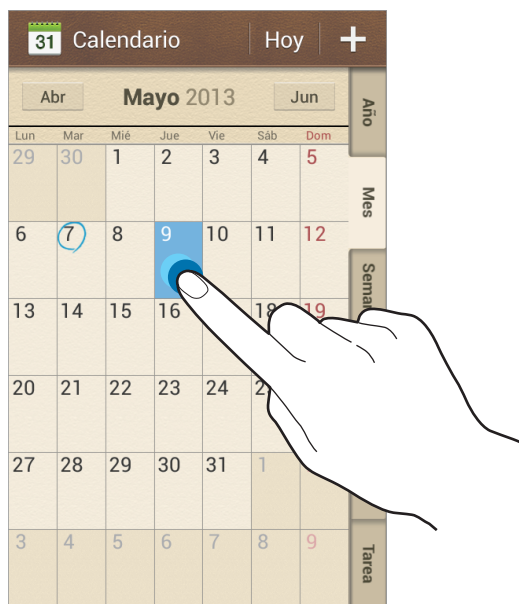 31 Calendario Hoy +
Abr Mayo 2013 Jun
Año
Lun Mar Mié Jue Vie Sáb Dom
29 30 1 2 3 4 5
Mes
6 7 8 9 10 11 12
13 14 15 16 18 19
20 21 22 23 24
27 28 29 30 31 1
3 4 5 6 7 8 9
Tarea